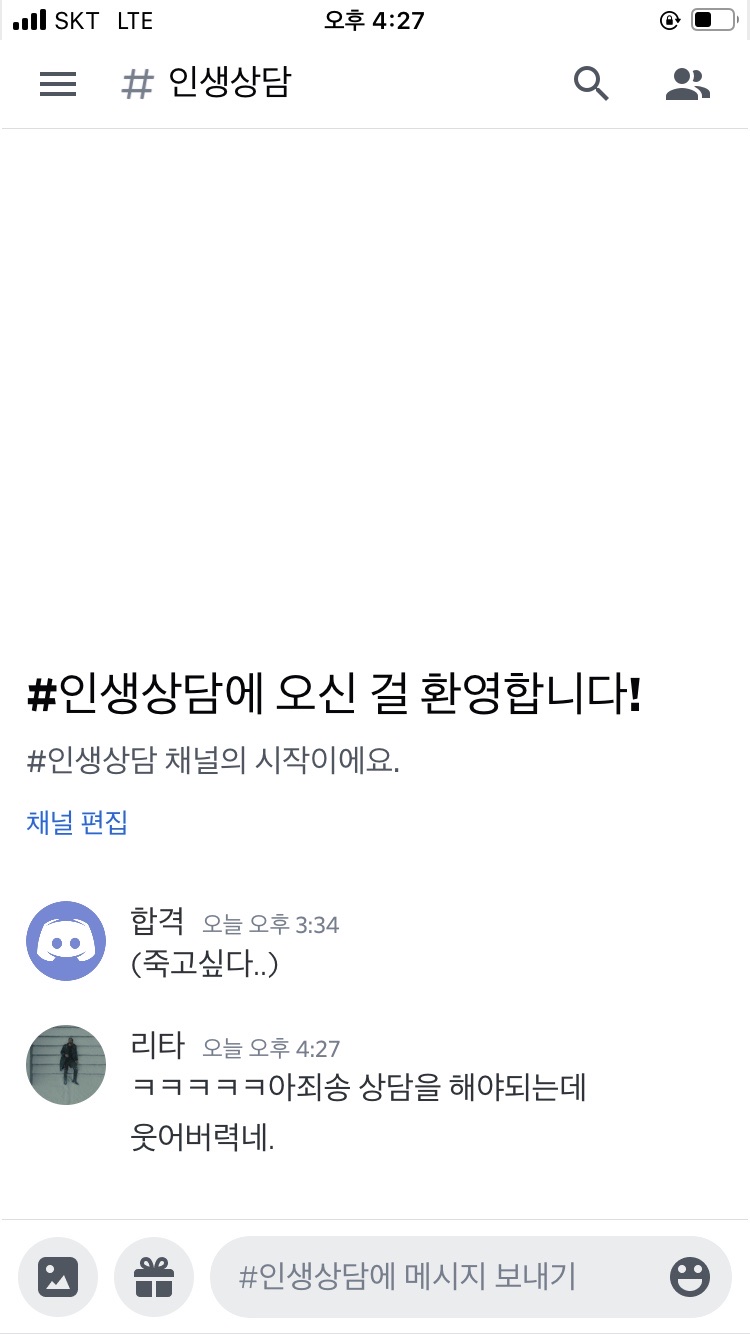 SKT LTE 오후 4:27
# 인생상담
#인생상담에 오신 걸 환영합니다!
#인생상담 채널의 시작이에요.
채널 편집
합격 오늘 오후 3:34
(죽고싶다..)
리타 오늘 오후 4:27
ㅋㅋㅋㅋㅋ아죄송 상담을 해야되는데
웃어버력네.
#인생상담에 메시지 보내기